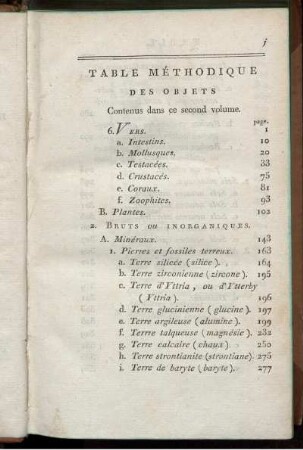 j
TABLE MÉTHODIQUE
DES OBJETS
Contenus dans ce second volume.
page.
6. VERS. 1
a. Intestins. 10
b. Mollusques. 20
c. Testacées. 33
d. Crustacés. 75
e. Coraux. 81
f. Zoophites. 93
B. Plantes. 102
2. BRUTS OU INORGANIQUES.
A. Minéraux. 143
1. Pierres et fossiles terreux. 163
a. Terre silicée (silice). 164
b. Terre zirconienne (zircone). 195
c. Terre d'Yttria, ou d'Ytterby
(Yttria). 196
d. Terre glucinienne (glucine). 197
e. Terre argileuse (alumine). 199
f. Terre talqueuse (magnésie). 232
g. Terre calcaire (chaux). 250
h. Terre strontianite (strontiane). 275
i. Terre de baryte (baryte). 277